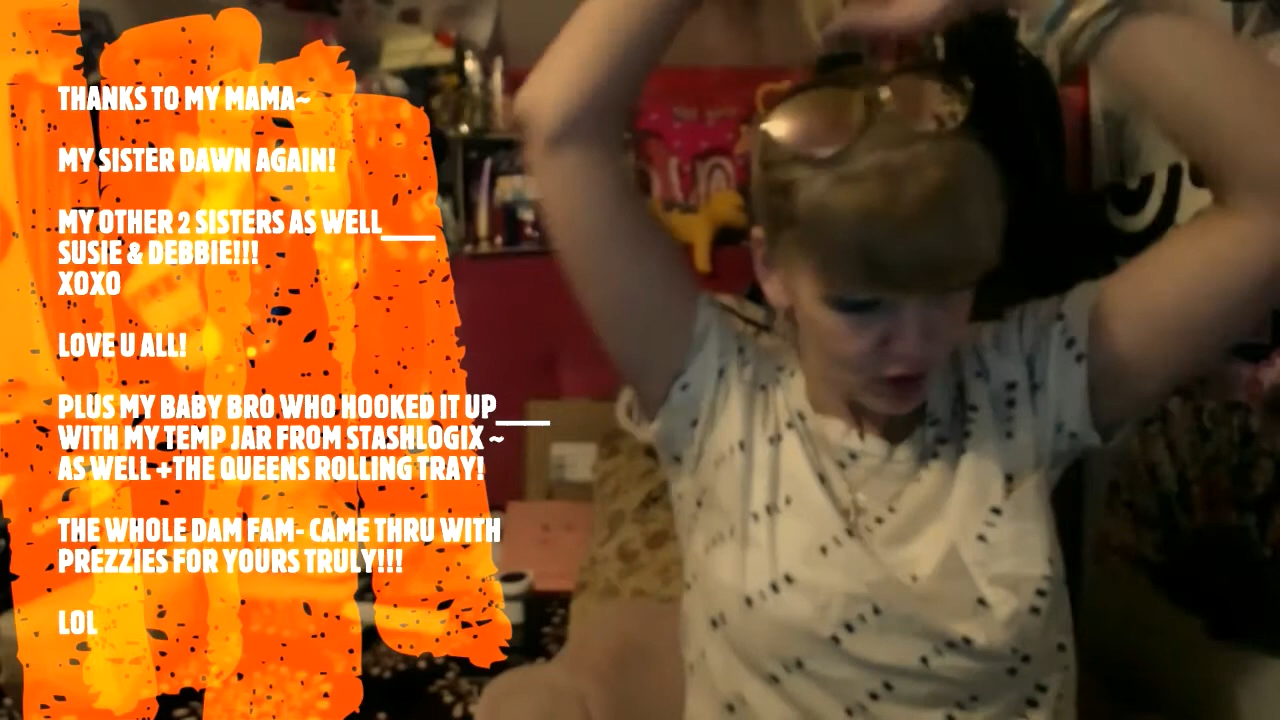 THANKS TO MY MAMA~
MY SISTER DAWN AGAIN!
MY OTHER 2 SISTERS AS WELL___
SUSIE & DEBBIE!!!
XOXO
LOVE U ALL!
PLUS MY BABY BRO WHO HOOKED IT UP___
WITH MY TEMP JAR FROM STASHLOGIX ~
AS WELL +THE QUEENS ROLLING TRAY!
THE WHOLE DAM FAM- CAME THRU WITH
PREZZIES FOR YOURS TRULY!!!
LOL